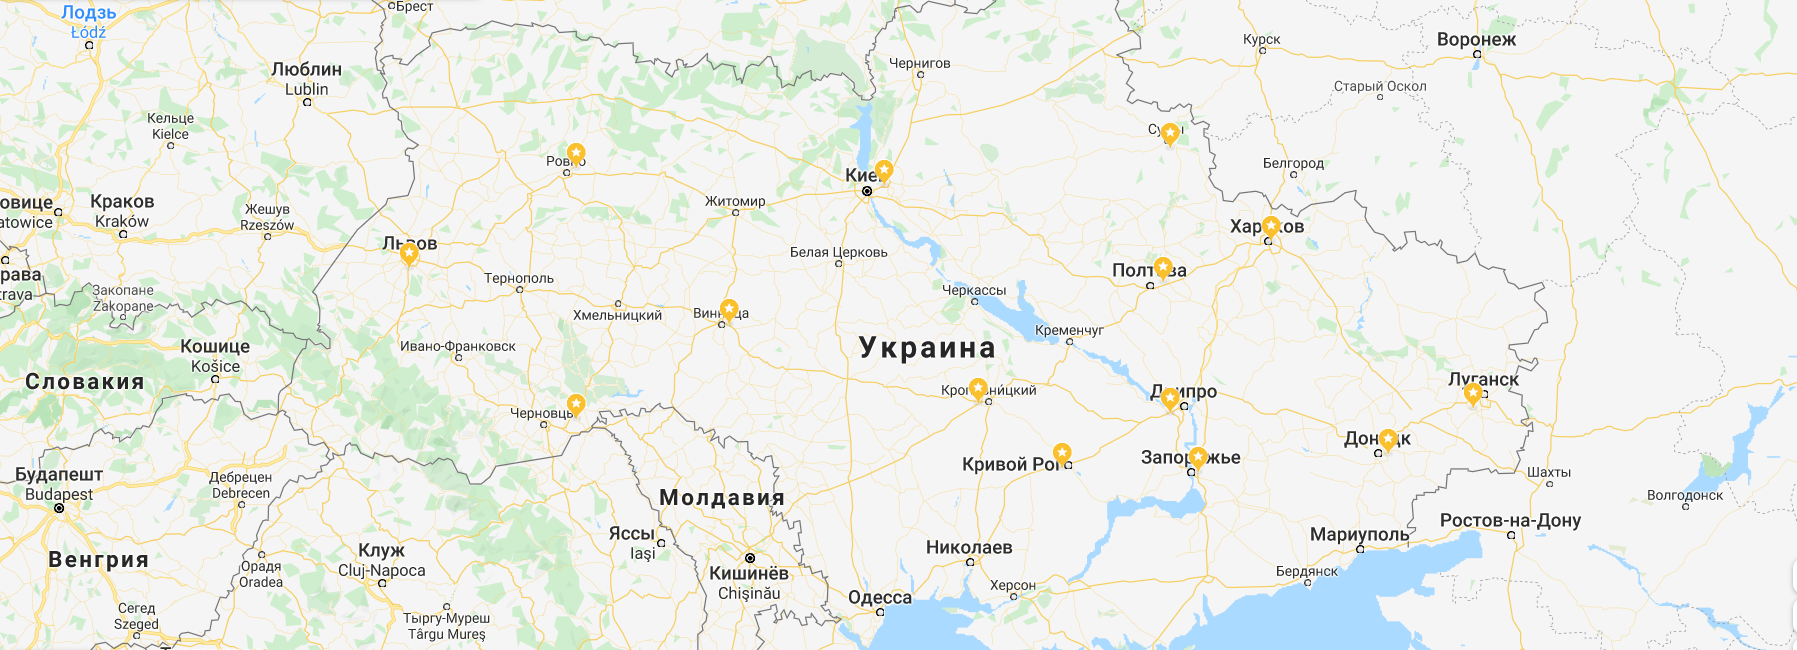 Лодзь
Łódź
Брест
Курск
Воронеж
Чернигов
Люблин
Lublin
Старый Оскол
Кельце
Kielce
Ровно
Белгород
Киев
овице
atowice
Краков
Kraków
Жешув
Rzeszów
Житомир
Харьков
Львов
Белая Церковь
рава
trava
Закопане
Zakopane
Тернополь
Полтава
Черкассы
Хмельницкий
Винница
Кременчуг
Кошице
Košice
Ивано-Франковск
Украина
Словакия
Луганск
Черновцы
Днипро
Донецк
Кривой Рог
Запорожье
Будапешт
Budapest
Дебрецен
Debrecen
Молдавия
Шахты
Волгодонск
Ростов-на-Дону
Яссы
Iaşi
Мариуполь
Венгрия
Клуж
Cluj-Napoca
Николаев
Орадя
Oradea
Кишинёв
Chişinău
Бердянск
Херсон
Одесса
Сегед
Szeged
Тыргу-Муреш
Târgu Mureş